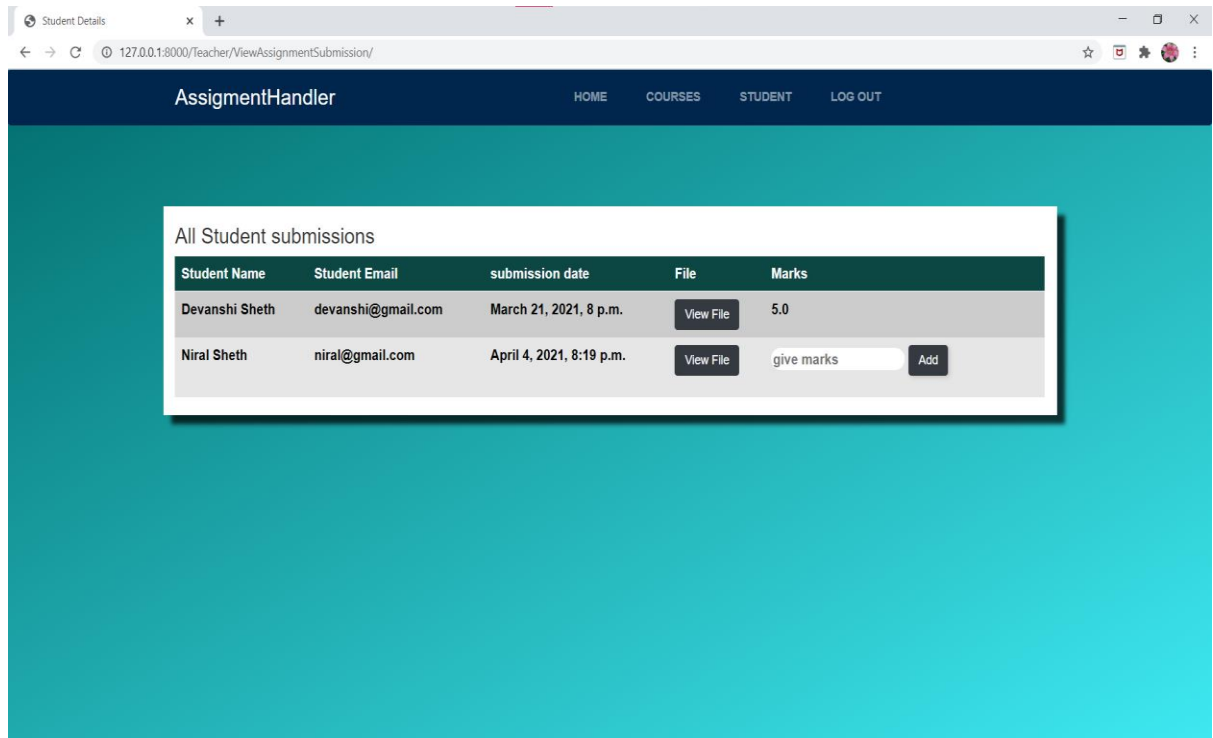 Student Details
127.0.0.1:8000/Teacher/ViewAssignmentSubmission/
AssigmentHandler HOME COURSES STUDENT LOG OUT
All Student submissions
Student Name Student Email submission date File Marks
Devanshi Sheth devanshi@gmail.com March 21, 2021, 8 p.m. View File 5.0
Niral Sheth niral@gmail.com April 4, 2021, 8:19 p.m. View File give marks Add